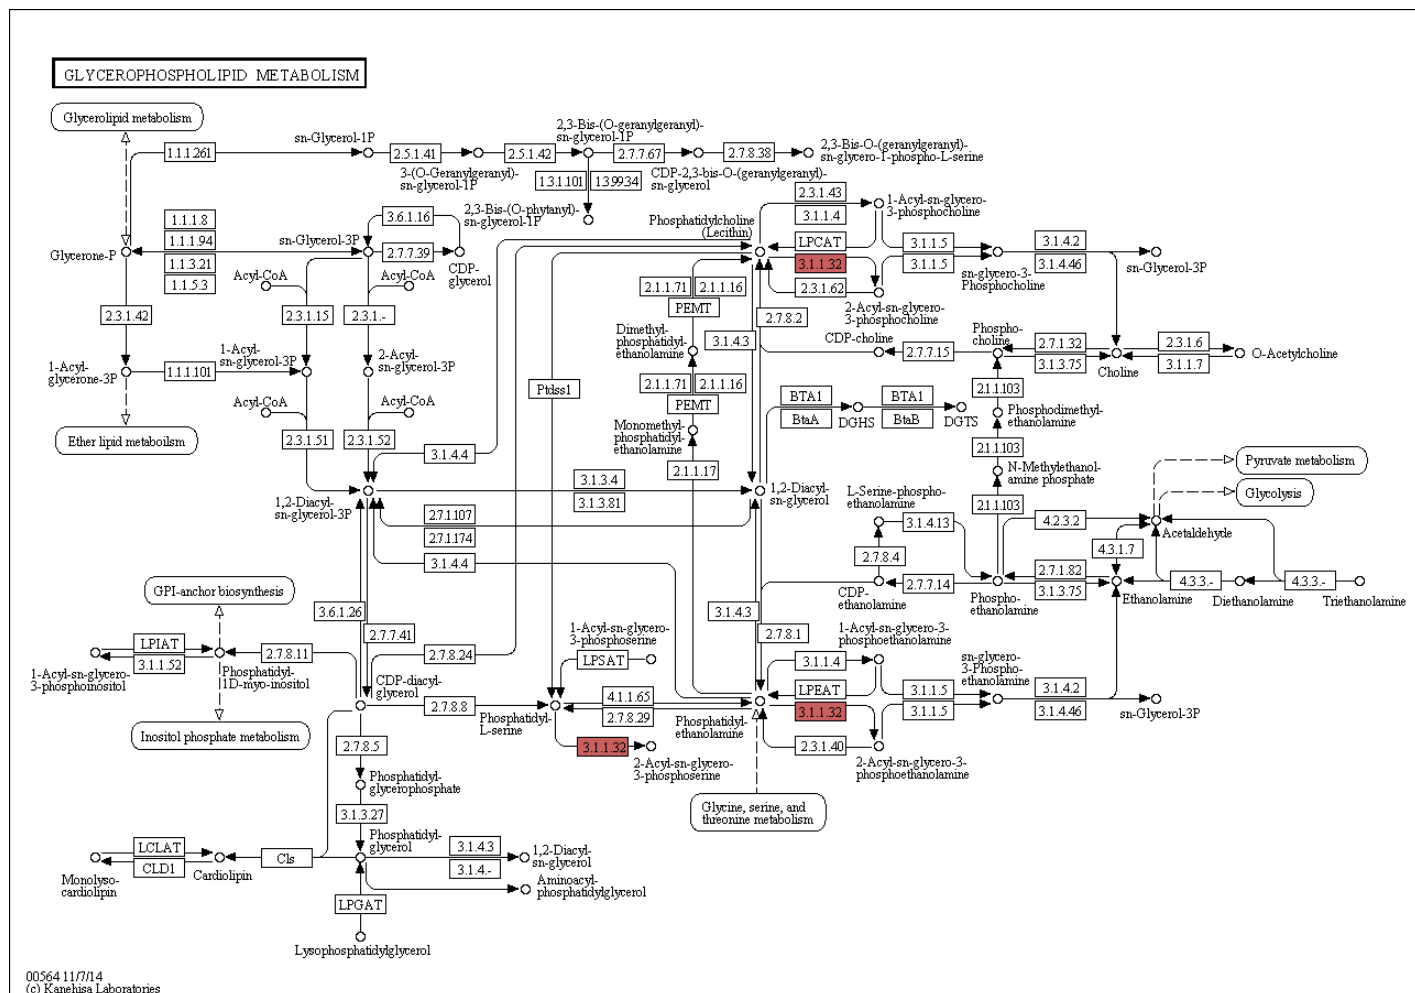 GLYCEROPHOSPHOLIPID METABOLISM
Glycerolipid metabolism
1.1.1.261
sn-Glycerol-1P
2.5.1.41
3-(O-Geranylgeranyl)-
sn-glycerol-1P
2.5.1.42
2,3-Bis-(O-geranylgeranyl)-
sn-glycerol-1P
2.7.7.67
CDP-2,3-bis-O-(geranylgeranyl)-
sn-glycerol
2.7.8.38
2,3-Bis-O-(geranylgeranyl)-
sn-glycero-1-phospho-L-serine
1.3.1.101
1.3.99.34
2,3-Bis-(O-phytanyl)-
sn-glycerol-1P
1.1.1.8
1.1.1.94
1.1.3.21
1.1.5.3
Glycerone-P
sn-Glycerol-3P
3.6.1.16
2.7.7.39
CDP-
glycerol
Phosphatidylcholine
(Lecithin)
2.3.1.43
3.1.1.4
LPCAT
3.1.1.32
2.3.1.62
1-Acyl-sn-glycero-
3-phosphocholine
2-Acyl-sn-glycero-
3-phosphocholine
3.1.1.5
3.1.1.5
sn-glycero-3-
Phosphocholine
3.1.4.2
3.1.4.46
sn-Glycerol-3P
Acyl-CoA
Acyl-CoA
2.3.1.42
2.3.1.15
2.3.1.-
1-Acyl-
glycerone-3P
1.1.1.101
1-Acyl-
sn-glycerol-3P
2-Acyl-
sn-glycerol-3P
Acyl-CoA
Acyl-CoA
Ether lipid metaboilsm
2.3.1.51
2.3.1.52
3.1.4.4
Ptdss1
2.1.1.71
2.1.1.16
PEMT
Dimethyl-
phosphatidyl-
ethanolamine
2.1.1.71
2.1.1.16
PEMT
Monomethyl-
phosphatidyl-
ethanolamine
2.1.1.17
3.1.4.3
2.7.8.2
CDP-choline
2.7.7.15
Phospho-
choline
2.7.1.32
3.1.3.75
Choline
2.3.1.6
3.1.1.7
O-Acetylcholine
BTA1
BtaA
DGHS
BTA1
BtaB
DGTS
2.1.1.103
Phosphodimethyl-
ethanolamine
2.1.1.103
N-Methylethanol-
amine phosphate
2.1.1.103
Pyruvate metabolism
Glycolysis
1,2-Diacyl-
sn-glycerol-3P
3.1.3.4
3.1.3.81
1,2-Diacyl-
sn-glycerol
2.7.1.107
2.7.1.174
3.1.4.4
L-Serine-phospho-
ethanolamine
3.1.4.13
2.7.8.4
CDP-
ethanolamine
2.7.7.14
Phospho-
ethanolamine
4.2.3.2
Acetaldehyde
4.3.1.7
2.7.1.82
3.1.3.75
Ethanolamine
4.3.3.-
Diethanolamine
4.3.3.-
Triethanolamine
GPI-anchor biosynthesis
3.6.1.26
2.7.7.41
3.1.4.3
2.7.8.1
LPIAT
3.1.1.52
1-Acyl-sn-glycero-
3-phosphoinositol
Phosphatidyl-
1D-myo-inositol
2.7.8.11
2.7.8.24
CDP-diacyl-
glycerol
1-Acyl-sn-glycero-
3-phosphoserine
LPSAT
2.7.8.8
Phosphatidyl-
L-serine
4.1.1.65
2.7.8.29
Phosphatidyl-
ethanolamine
1-Acyl-sn-glycero-3-
phosphoethanolamine
3.1.1.4
LPEAT
3.1.1.32
2.3.1.40
2-Acyl-sn-glycero-3-
phosphoethanolamine
3.1.1.5
3.1.1.5
sn-glycero-
3-Phospho-
ethanolamine
3.1.4.2
3.1.4.46
sn-Glycerol-3P
Inositol phosphate metabolism
2.7.8.5
3.1.1.32
2-Acyl-sn-glycero-
3-phosphoserine
Phosphatidyl-
glycerophosphate
Glycine, serine, and
threonine metabolism
3.1.3.27
Phosphatidyl-
glycerol
LCLAT
CLD1
Monolyso-
cardiolipin
Cardiolipin
Cls
3.1.4.3
3.1.4.-
1,2-Diacyl-
sn-glycerol
Aminoacyl-
phosphatidylglycerol
LPGAT
Lysophosphatidylglycerol
00564 11/7/14
(c) Kanehisa Laboratories